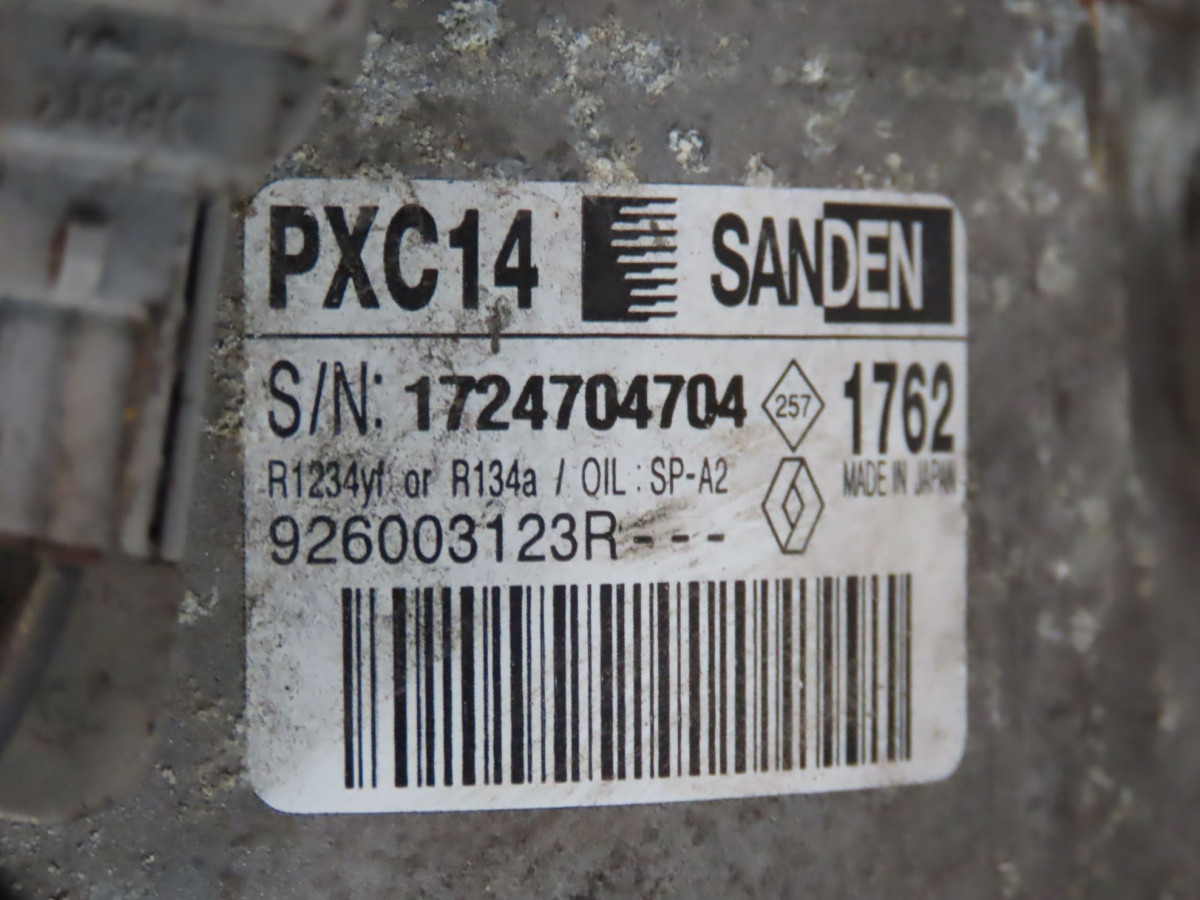 PXC14 SANDEN
S/N: 1724704704 257 1762
R1234yf or R134a / OIL : SP-A2 MADE IN JAPAN
926003123R---